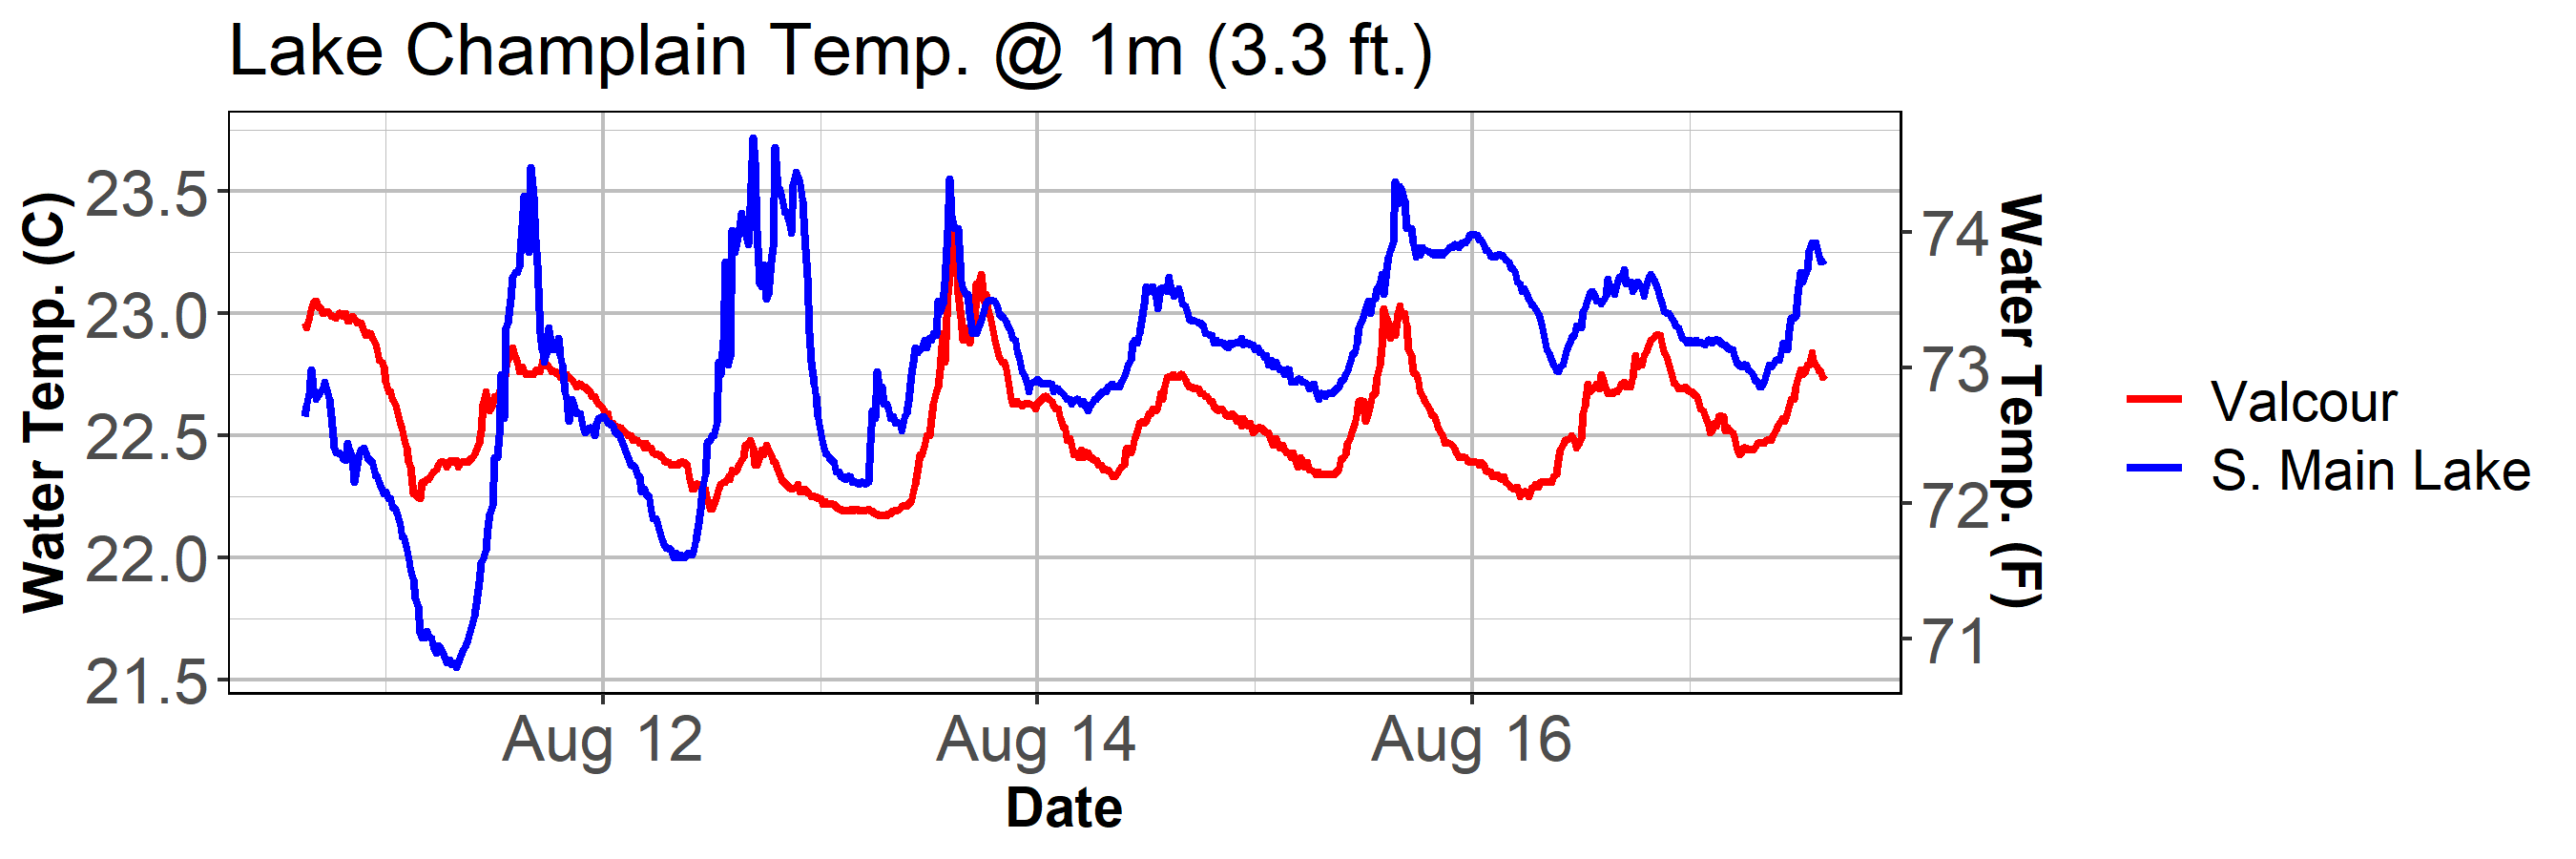 Lake Champlain Temp. @ 1m (3.3 ft.)
Water Temp. (C)
23.5
23.0
22.5
22.0
21.5
74
73
72
71
Water Temp. (F)
Aug 12 Aug 14 Aug 16
Date
Valcour
S. Main Lake